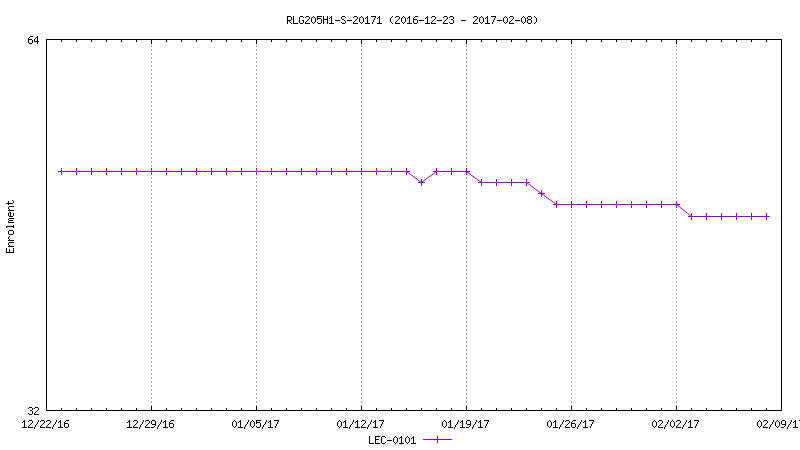 RLG205H1-S-20171 (2016-12-23 - 2017-02-08)
64
Enrolment
32
12/22/16 12/29/16 01/05/17 01/12/17 01/19/17 01/26/17 02/02/17 02/09/1
LEC-0101